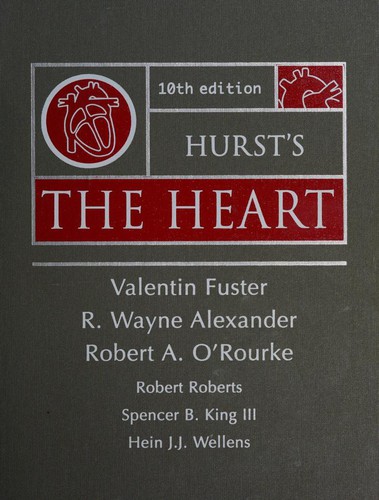 10th edition
HURST'S
THE HEART
Valentin Fuster
R. Wayne Alexander
Robert A. O'Rourke
Robert Roberts
Spencer B. King III
Hein J.J. Wellens